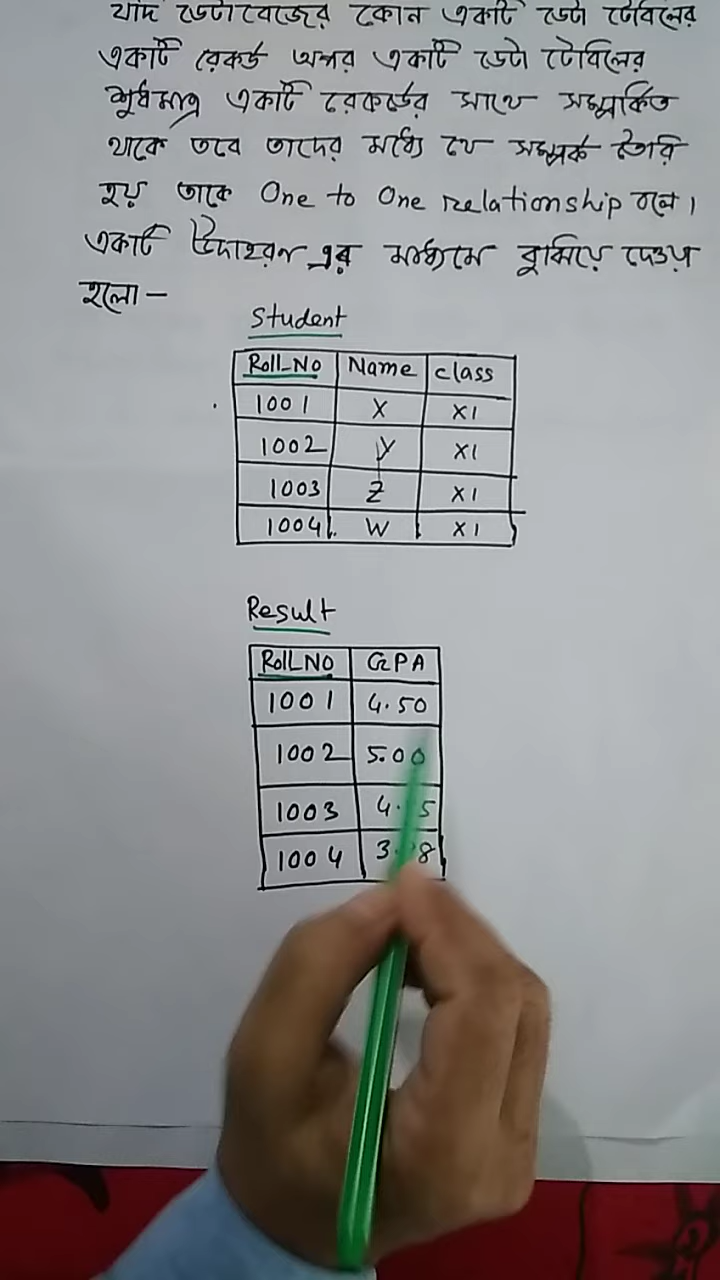 যদি ডেটাবেজের কোন একটি ডেটা টেবিলের
একটি রেকর্ড অপর একটি ডেটা টেবিলের
শুধুমাত্র একটি রেকর্ডের সাথে সম্পর্কিত
থাকে তবে তাদের মধ্যে যে সম্পর্ক তৈরি
হয় তাকে One to One Relationship বলে।
একটি উদাহরন এর মাধ্যমে বুঝিয়ে দেওয়া
হলো –
Student
Roll-No Name class
1001 X XI
1002 Y XI
1003 Z XI
1004 W XI
Result
Roll-No GPA
1001 4.50
1002 5.00
1003
1004